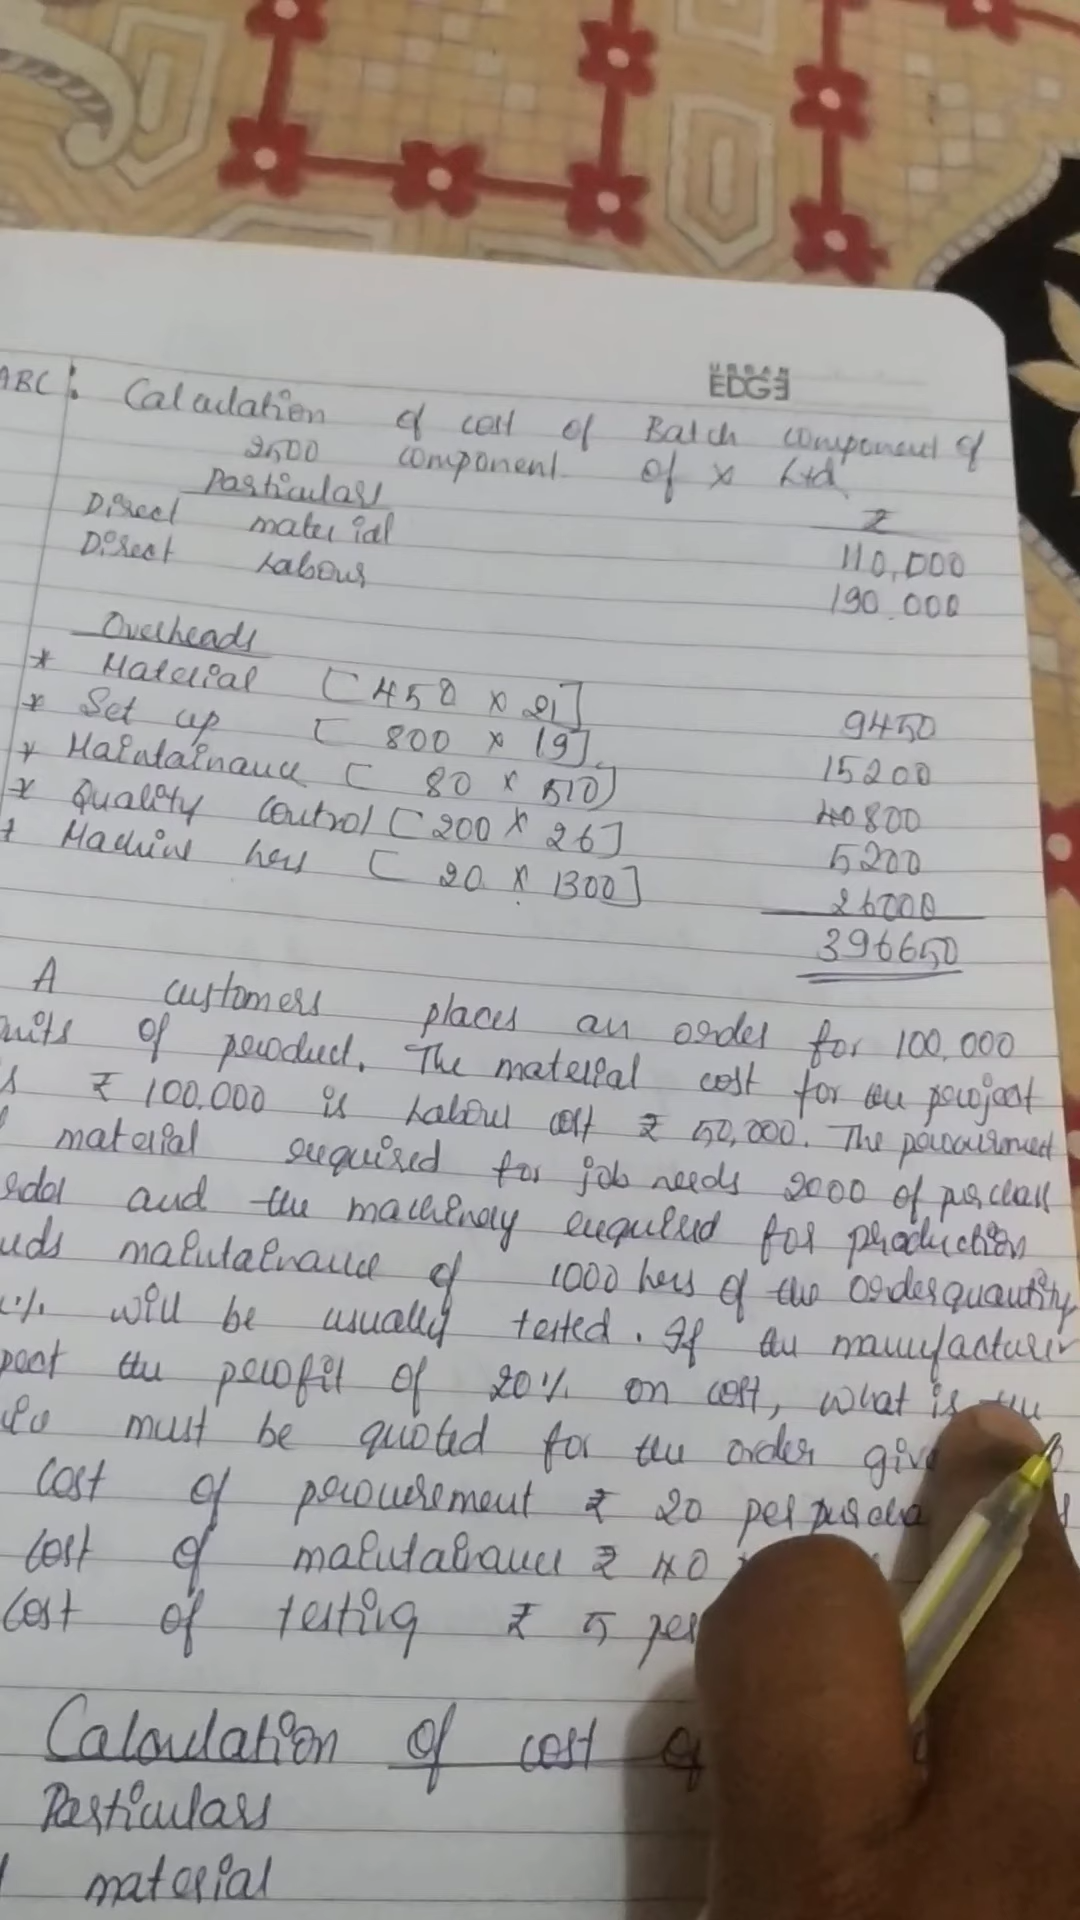 URBAN
EDGE
ABC: Calculation of cost of Batch component of
2500 component of x Ltd
Particulars ₹
Direct material 110,000
Direct Labour 190.000
Overheads
* Material [450 x 21] 9450
* Set up [800 x 19] 15200
* Maintainance [80 x 510] 40800
* Quality control [200 x 26] 5200
* Machine hrs [20 x 1300] 26000
396650
A customers places an order for 100,000
of product. The material cost for the project
₹ 100.000 is Labour cost ₹ 50,000. The procurement
material required for job needs 2000 of purchase
and the machinery required for production
maintainance of 1000 hrs of the order quantity
will be usually tested. If the manufacturer
the profit of 20% on cost, what is the
must be quoted for the order
cost of procurement ₹ 20 per
cost of maintainance ₹ 40
cost of testing ₹ 5 per
Calculation of cost of
Particulars
material